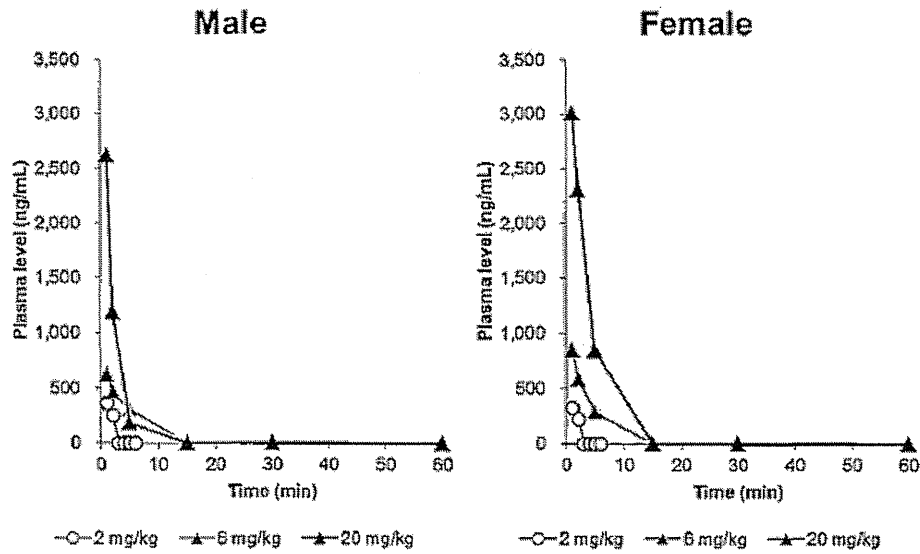 Male
3,500
3,000
2,500
2,000
1,500
1,000
500
0
Plasma level (ng/mL)
0 10 20 30 40 50 60
Time (min)
2 mg/kg 6 mg/kg 20 mg/kg
Female
3,500
3,000
2,500
2,000
1,500
1,000
500
0
Plasma level (ng/mL)
0 10 20 30 40 50 60
Time (min)
2 mg/kg 6 mg/kg 20 mg/kg